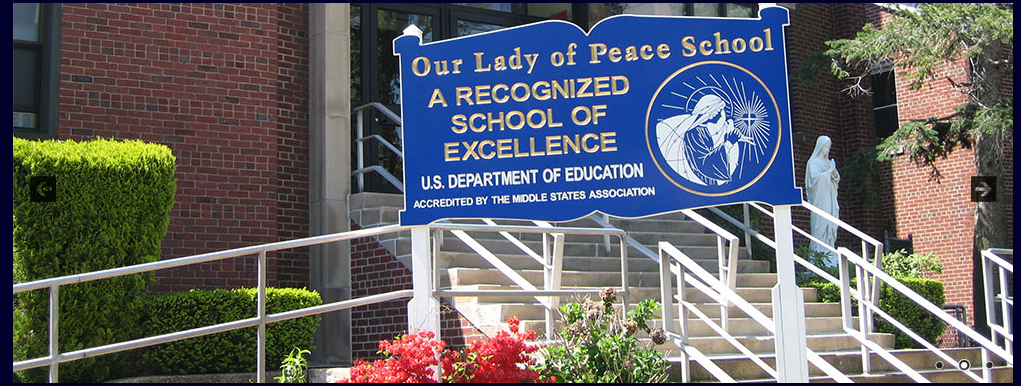 Our Lady of Peace School
A RECOGNIZED
SCHOOL OF
EXCELLENCE
U.S. DEPARTMENT OF EDUCATION
ACCREDITED BY THE MIDDLE STATES ASSOCIATION